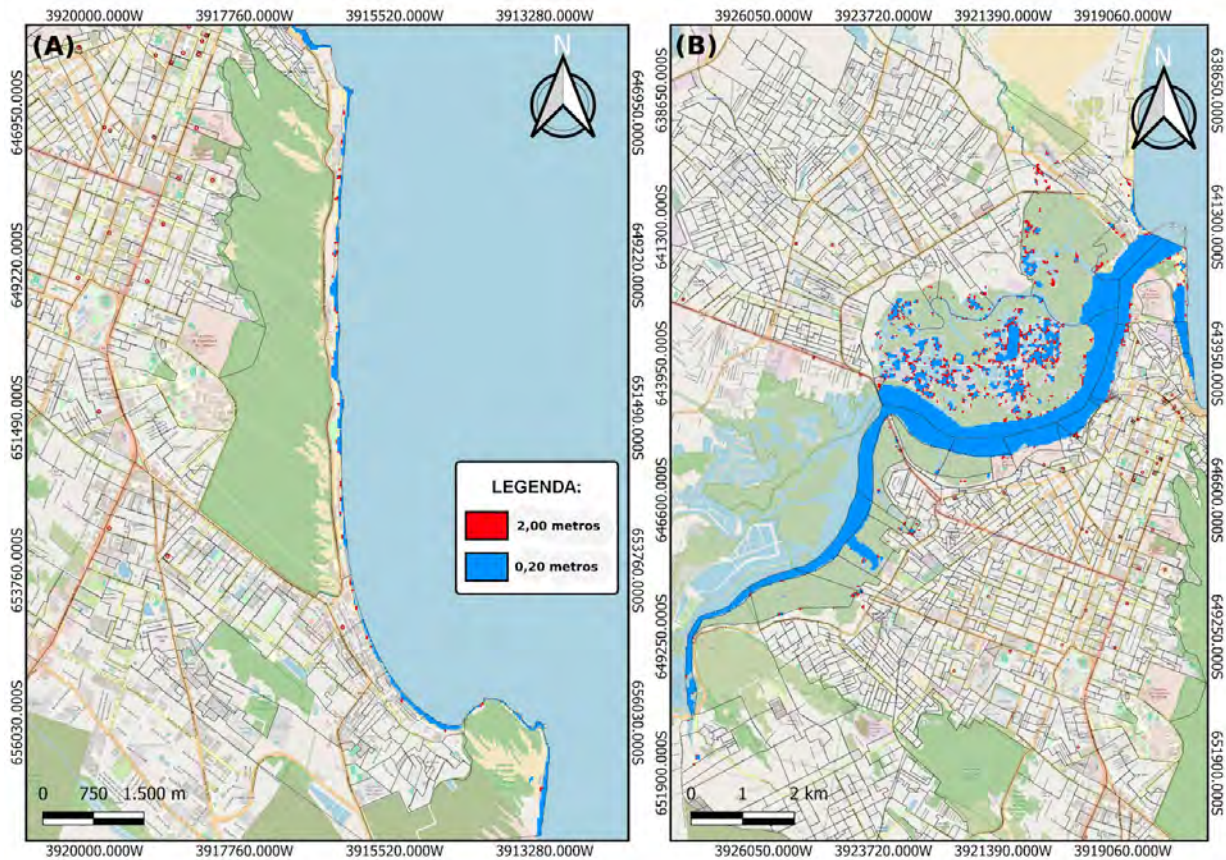 3920000.000W 3917760.000W 3915520.000W 3913280.000W
(A)
N
646950.000S
649220.000S
651490.000S
653760.000S
656030.000S
646950.000S
649220.000S
651490.000S
653760.000S
656030.000S
LEGENDA:
2,00 metros
0,20 metros
0 750 1.500 m
3920000.000W 3917760.000W 3915520.000W 3913280.000W
3926050.000W 3923720.000W 3921390.000W 3919060.000W
(B)
N
638650.000S
641300.000S
643950.000S
646600.000S
649250.000S
651900.000S
638650.000S
641300.000S
643950.000S
646600.000S
649250.000S
651900.000S
0 1 2 km
3926050.000W 3923720.000W 3921390.000W 3919060.000W